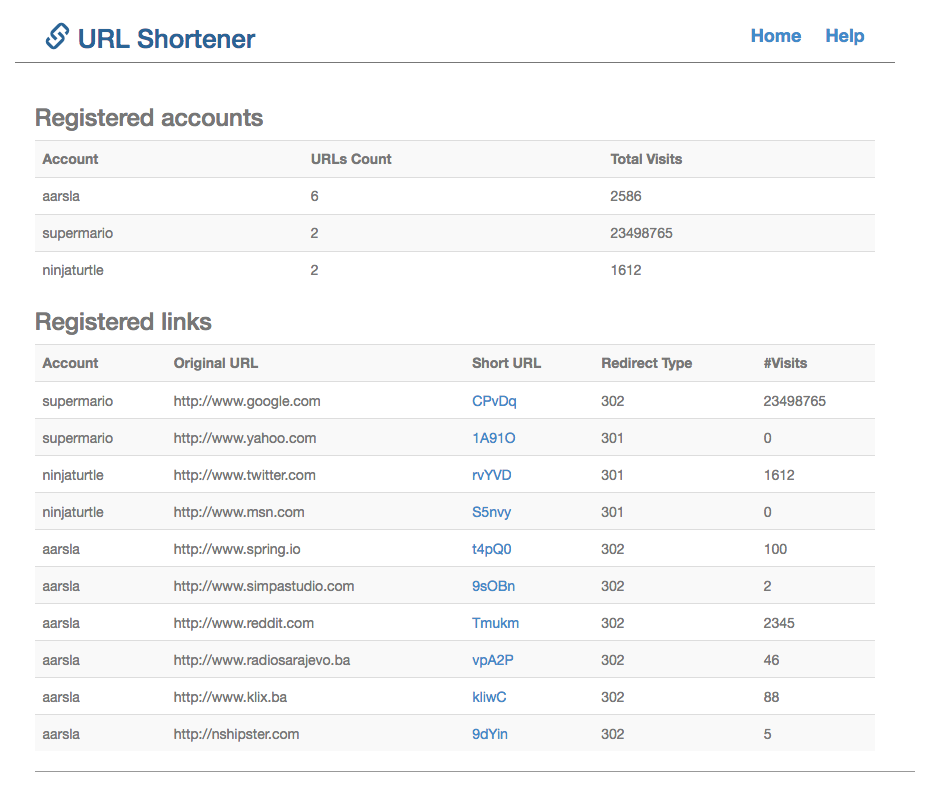 URL Shortener Home Help
Registered accounts
Account URLs Count Total Visits
aarsla 6 2586
supermario 2 23498765
ninjaturtle 2 1612
Registered links
Account Original URL Short URL Redirect Type #Visits
supermario http://www.google.com CPvDq 302 23498765
supermario http://www.yahoo.com 1A91O 301 0
ninjaturtle http://www.twitter.com rvYVD 301 1612
ninjaturtle http://www.msn.com S5nvy 301 0
aarsla http://www.spring.io t4pQ0 302 100
aarsla http://www.simpastudio.com 9sOBn 302 2
aarsla http://www.reddit.com Tmukm 302 2345
aarsla http://www.radiosarajevo.ba vpA2P 302 46
aarsla http://www.klix.ba kliwC 302 88
aarsla http://nshipster.com 9dYin 302 5